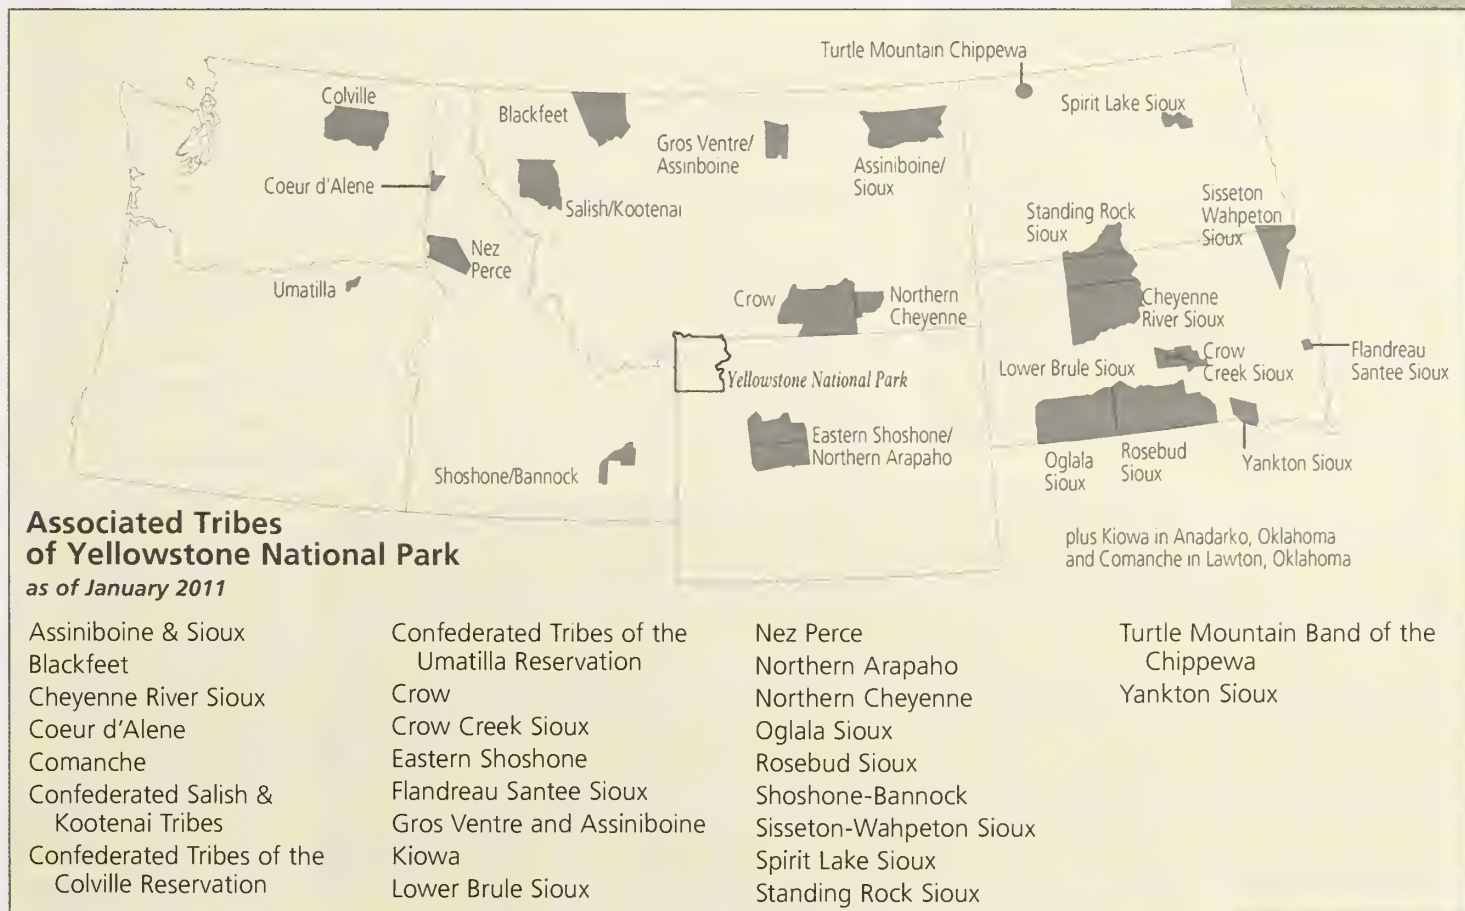 Turtle Mountain Chippewa
Colville
Blackfeet
Spirit Lake Sioux
Gros Ventre/
Assinboine
Assiniboine/
Sioux
Coeur d'Alene
Salish/Kootenai
Sisseton
Wahpeton
Sioux
Standing Rock
Sioux
Nez
Perce
Umatilla
Crow
Northern
Cheyenne
Cheyenne
River Sioux
Yellowstone National Park
Lower Brule Sioux
Crow
Creek Sioux
Flandreau
Santee Sioux
Eastern Shoshone/
Northern Arapaho
Shoshone/Bannock
Oglala
Sioux
Rosebud
Sioux
Yankton Sioux
plus Kiowa in Anadarko, Oklahoma
and Comanche in Lawton, Oklahoma
Associated Tribes
of Yellowstone National Park
as of January 2011
Assiniboine & Sioux
Blackfeet
Cheyenne River Sioux
Coeur d'Alene
Comanche
Confederated Salish &
Kootenai Tribes
Confederated Tribes of the
Colville Reservation
Confederated Tribes of the
Umatilla Reservation
Crow
Crow Creek Sioux
Eastern Shoshone
Flandreau Santee Sioux
Gros Ventre and Assiniboine
Kiowa
Lower Brule Sioux
Nez Perce
Northern Arapaho
Northern Cheyenne
Oglala Sioux
Rosebud Sioux
Shoshone-Bannock
Sisseton-Wahpeton Sioux
Spirit Lake Sioux
Standing Rock Sioux
Turtle Mountain Band of the
Chippewa
Yankton Sioux